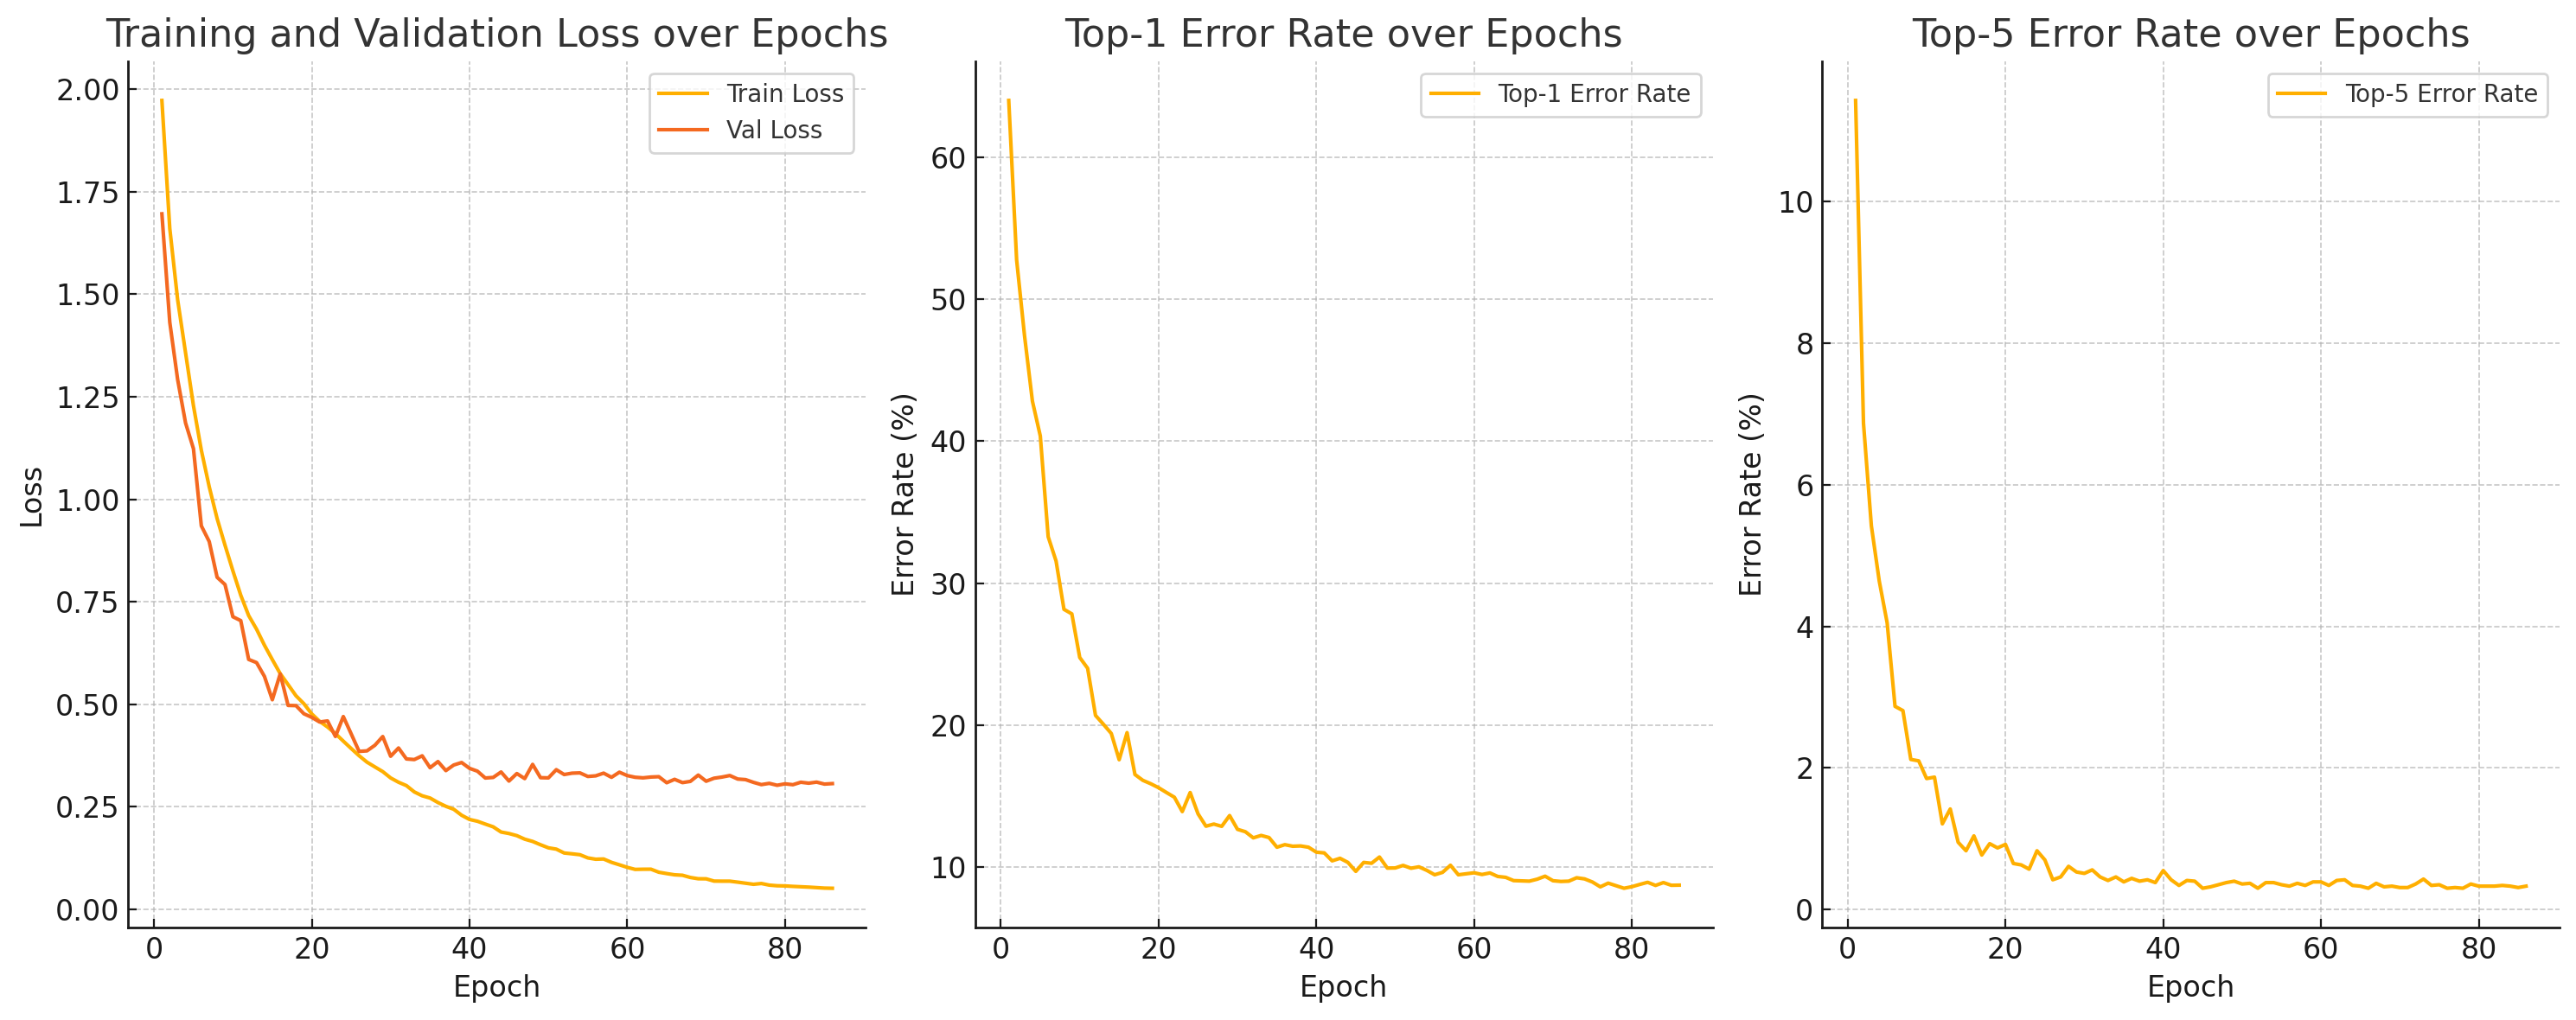 Training and Validation Loss over Epochs
Train Loss
Val Loss
2.00
1.75
1.50
1.25
1.00
0.75
0.50
0.25
0.00
Loss
0
20
40
60
80
Epoch
Top-1 Error Rate over Epochs
Top-1 Error Rate
60
50
40
30
20
10
Error Rate (%)
0
20
40
60
80
Epoch
Top-5 Error Rate over Epochs
Top-5 Error Rate
10
8
6
4
2
0
Error Rate (%)
0
20
40
60
80
Epoch